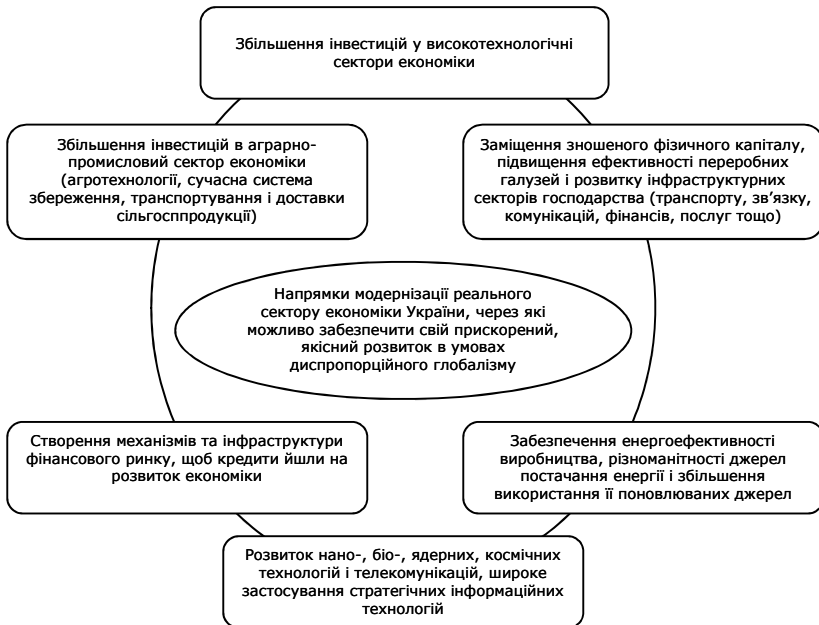 Збільшення інвестицій у високотехнологічні
сектори економіки
Збільшення інвестицій в аграрно-
промисловий сектор економіки
(агротехнології, сучасна система
збереження, транспортування і доставки
сільгосппродукції)
Заміщення зношеного фізичного капіталу,
підвищення ефективності переробних
галузей і розвитку інфраструктурних
секторів господарства (транспорту, зв’язку,
комунікацій, фінансів, послуг тощо)
Напрямки модернізації реального
сектору економіки України, через які
можливо забезпечити свій прискорений,
якісний розвиток в умовах
диспропорційного глобалізму
Створення механізмів та інфраструктури
фінансового ринку, щоб кредити йшли на
розвиток економіки
Забезпечення енергоефективності
виробництва, різноманітності джерел
постачання енергії і збільшення
використання її поновлюваних джерел
Розвиток нано-, біо-, ядерних, космічних
технологій і телекомунікацій, широке
застосування стратегічних інформаційних
технологій